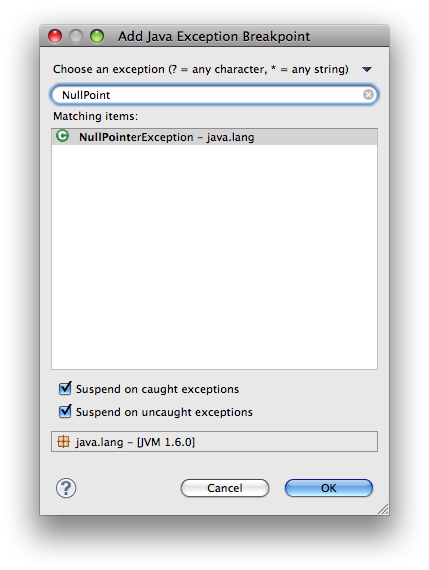 Add Java Exception Breakpoint
Choose an exception (? = any character, * = any string)
NullPoint
Matching items:
C NullPointerException - java.lang
Suspend on caught exceptions
Suspend on uncaught exceptions
java.lang - [JVM 1.6.0]
? Cancel OK